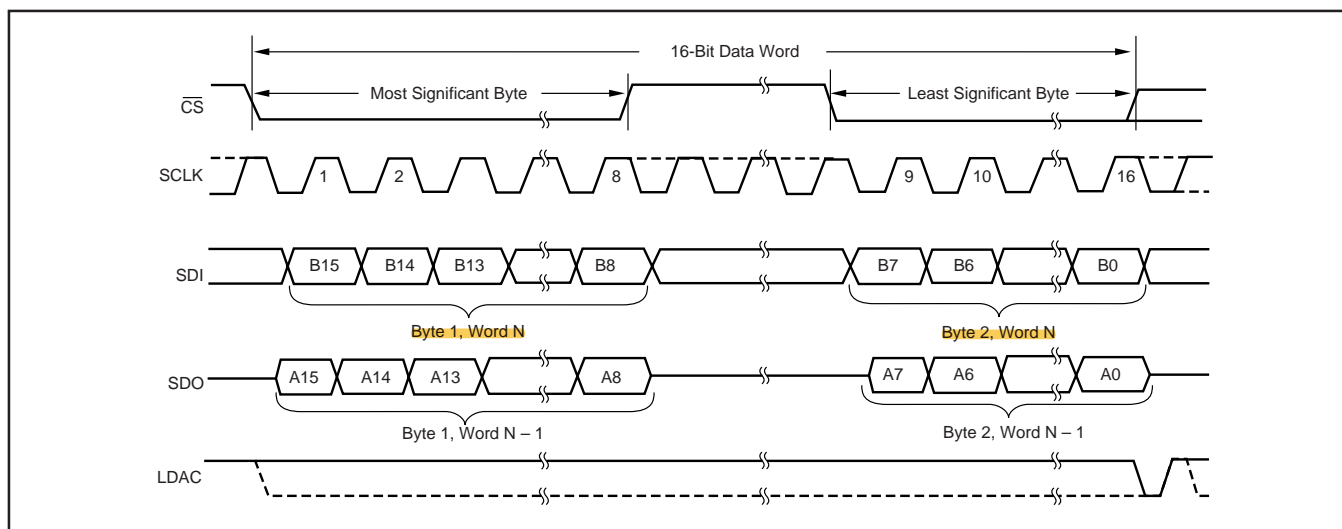 16-Bit Data Word
Most Significant Byte
Least Significant Byte
CS
SCLK
1 2 8 9 10 16
SDI
B15 B14 B13 B8 B7 B6 B0
Byte 1, Word N
Byte 2, Word N
SDO
A15 A14 A13 A8 A7 A6 A0
Byte 1, Word N – 1
Byte 2, Word N – 1
LDAC